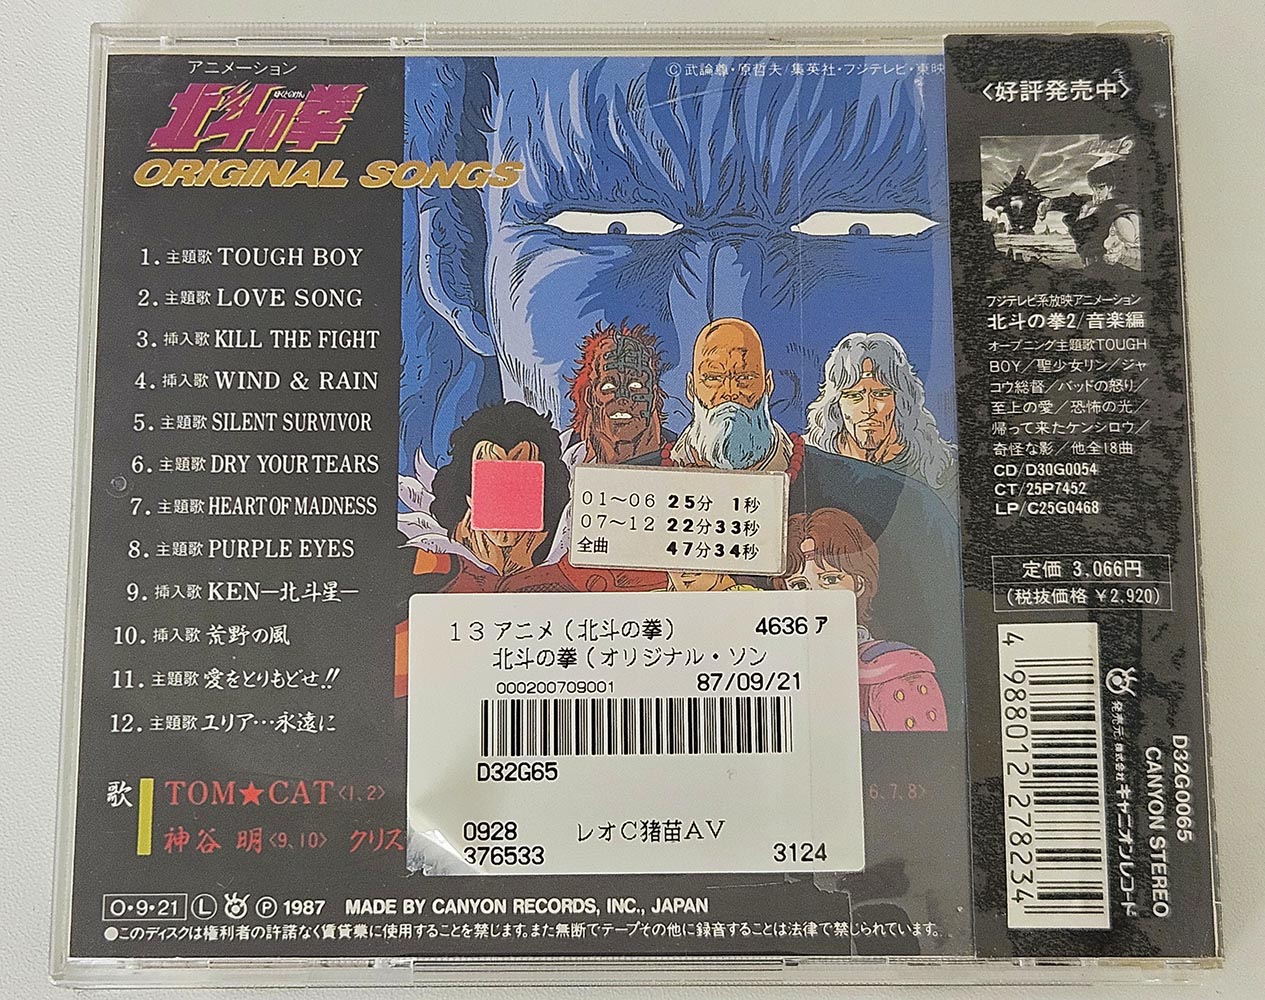 アニメーション
北斗の拳
ほくとのけん
ORIGINAL SONGS
©武論尊・原哲夫/集英社・フジテレビ・東映
1. 主題歌 TOUGH BOY
2. 主題歌 LOVE SONG
3. 挿入歌 KILL THE FIGHT
4. 挿入歌 WIND & RAIN
5. 主題歌 SILENT SURVIVOR
6. 主題歌 DRY YOUR TEARS
7. 主題歌 HEART OF MADNESS
8. 主題歌 PURPLE EYES
9. 挿入歌 KEN—北斗星—
10. 挿入歌 荒野の風
11. 主題歌 愛をとりもどせ!!
12. 主題歌 ユリア…永遠に
歌
TOM★CAT〈1、2〉
6、7、8〉
神谷 明〈9、10〉 クリス
01〜06 25分 1秒
07〜12 22分33秒
全曲 47分34秒
13 アニメ(北斗の拳) 4636 ア
北斗の拳(オリジナル・ソン
000200709001 87/09/21
D32G65
0928 レオC猪苗AV
376533 3124
O・9・21 Ⓛ Ⓟ 1987 MADE BY CANYON RECORDS, INC., JAPAN
●このディスクは権利者の許諾なく賃貸業に使用することを禁じます。また無断でテープその他に録音することは法律で禁じられています。
〈好評発売中〉
フジテレビ系放映アニメーション
北斗の拳2/音楽編
オープニング主題歌TOUGH
BOY/聖少女リン/ジャ
コウ総督/バットの怒り/
至上の愛/恐怖の光/
帰って来たケンシロウ/
奇怪な影/他全18曲
CD/D30G0054
CT/25P7452
LP/C25G0468
定価 3,066円
(税抜価格 ¥2,920)
4 988012 278234
発売元 株式会社 キャニオン・レコード
D32G0065
CANYON STEREO